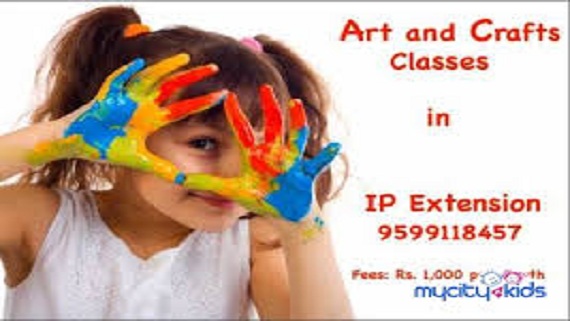 Art and Crafts
Classes
in
IP Extension
9599118457
Fees: Rs. 1,000
mycity4kids